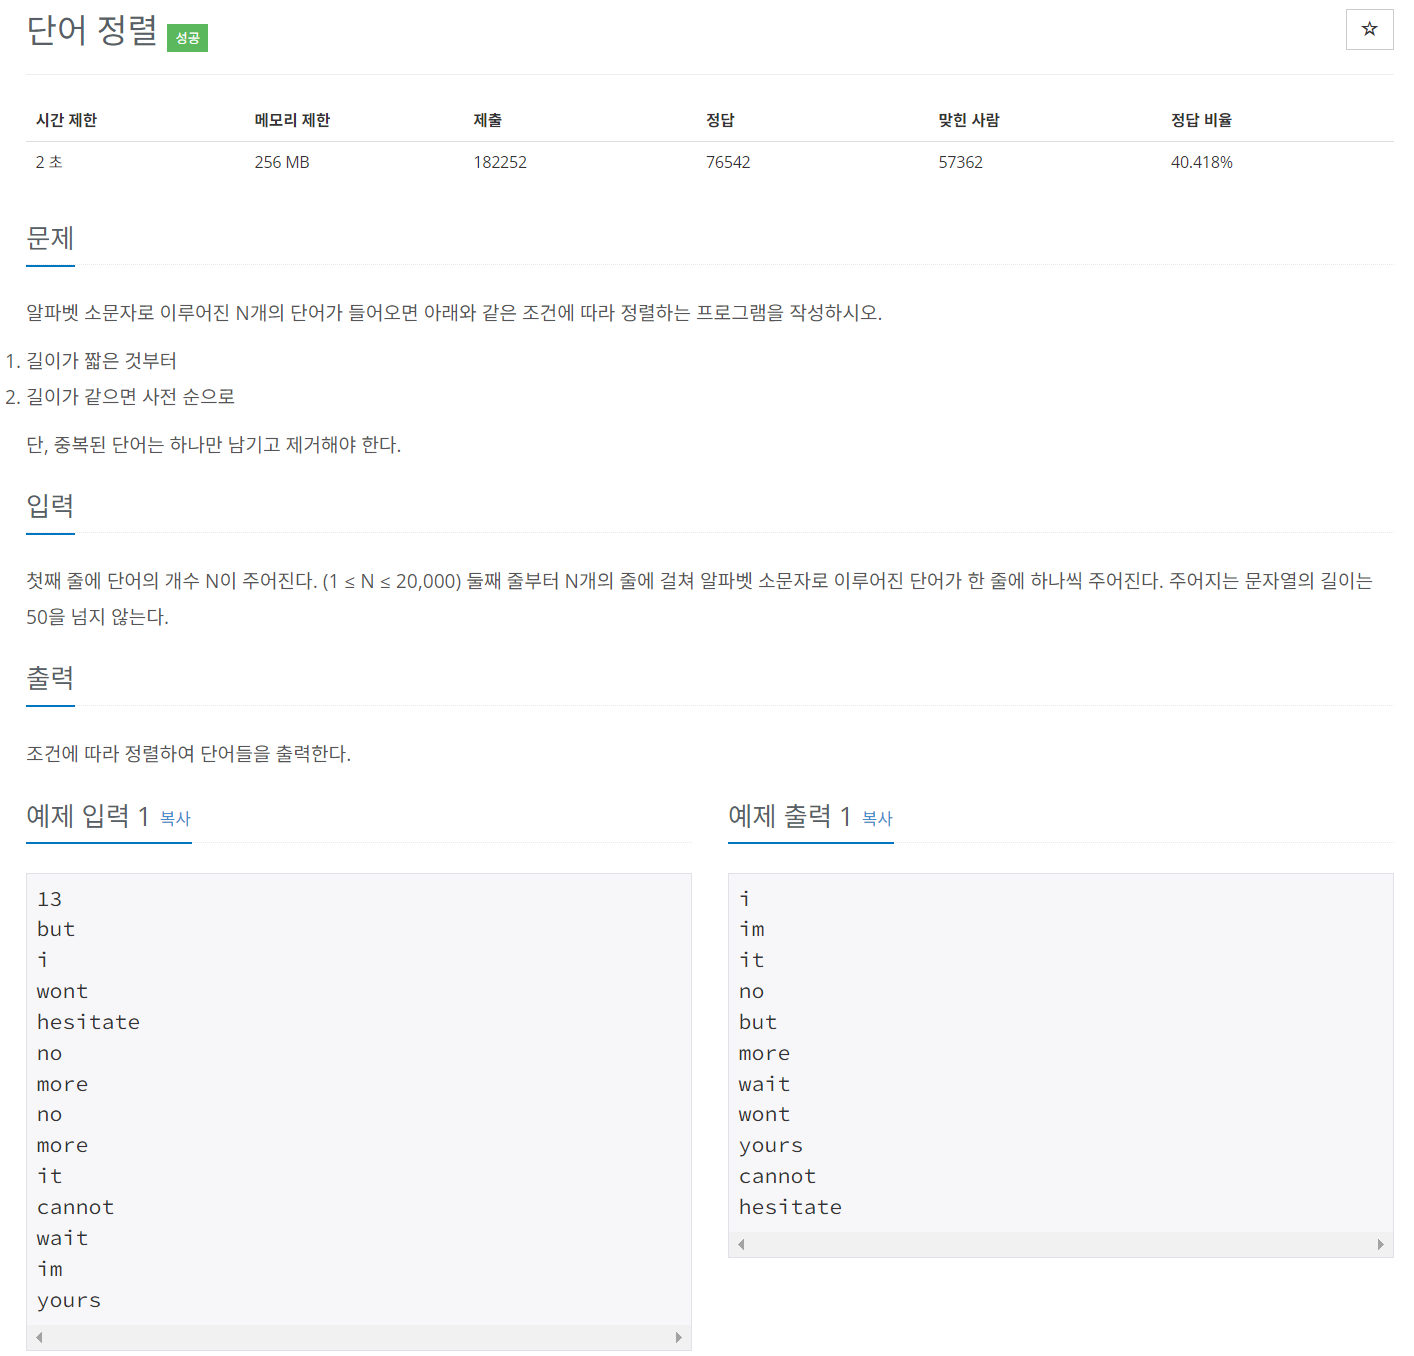 단어 정렬 성공
☆
시간 제한 메모리 제한 제출 정답 맞힌 사람 정답 비율
2 초 256 MB 182252 76542 57362 40.418%
문제
알파벳 소문자로 이루어진 N개의 단어가 들어오면 아래와 같은 조건에 따라 정렬하는 프로그램을 작성하시오.
1. 길이가 짧은 것부터
2. 길이가 같으면 사전 순으로
단, 중복된 단어는 하나만 남기고 제거해야 한다.
입력
첫째 줄에 단어의 개수 N이 주어진다. (1 ≤ N ≤ 20,000) 둘째 줄부터 N개의 줄에 걸쳐 알파벳 소문자로 이루어진 단어가 한 줄에 하나씩 주어진다. 주어지는 문자열의 길이는
50을 넘지 않는다.
출력
조건에 따라 정렬하여 단어들을 출력한다.
예제 입력 1 복사
13
but
i
wont
hesitate
no
more
no
more
it
cannot
wait
im
yours
예제 출력 1 복사
i
im
it
no
but
more
wait
wont
yours
cannot
hesitate